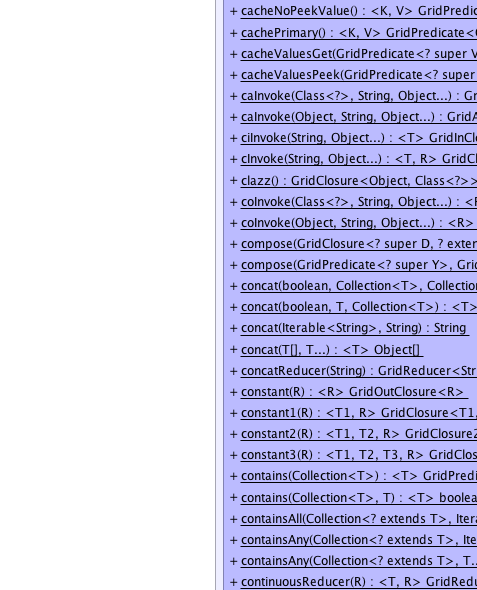 + cacheNoPeekValue() : <K, V> GridPredic
+ cachePrimary() : <K, V> GridPredicate<
+ cacheValuesGet(GridPredicate<? super V
+ cacheValuesPeek(GridPredicate<? super
+ caInvoke(Class<?>, String, Object...) : Gr
+ caInvoke(Object, String, Object...) : GridA
+ ciInvoke(String, Object...) : <T> GridInClo
+ cInvoke(String, Object...) : <T, R> GridCl
+ clazz() : GridClosure<Object, Class<?>>
+ coInvoke(Class<?>, String, Object...) : <R
+ coInvoke(Object, String, Object...) : <R>
+ compose(GridClosure<? super D, ? exter
+ compose(GridPredicate<? super Y>, Grid
+ concat(boolean, Collection<T>, Collection
+ concat(boolean, T, Collection<T>) : <T>
+ concat(Iterable<String>, String) : String
+ concat(T[], T...) : <T> Object[]
+ concatReducer(String) : GridReducer<Str
+ constant(R) : <R> GridOutClosure<R>
+ constant1(R) : <T1, R> GridClosure<T1,
+ constant2(R) : <T1, T2, R> GridClosure2
+ constant3(R) : <T1, T2, T3, R> GridClos
+ contains(Collection<T>) : <T> GridPredi
+ contains(Collection<T>, T) : <T> boolea
+ containsAll(Collection<? extends T>, Itera
+ containsAny(Collection<? extends T>, Ite
+ containsAny(Collection<? extends T>, T...
+ continuousReducer(R) : <T, R> GridRedu